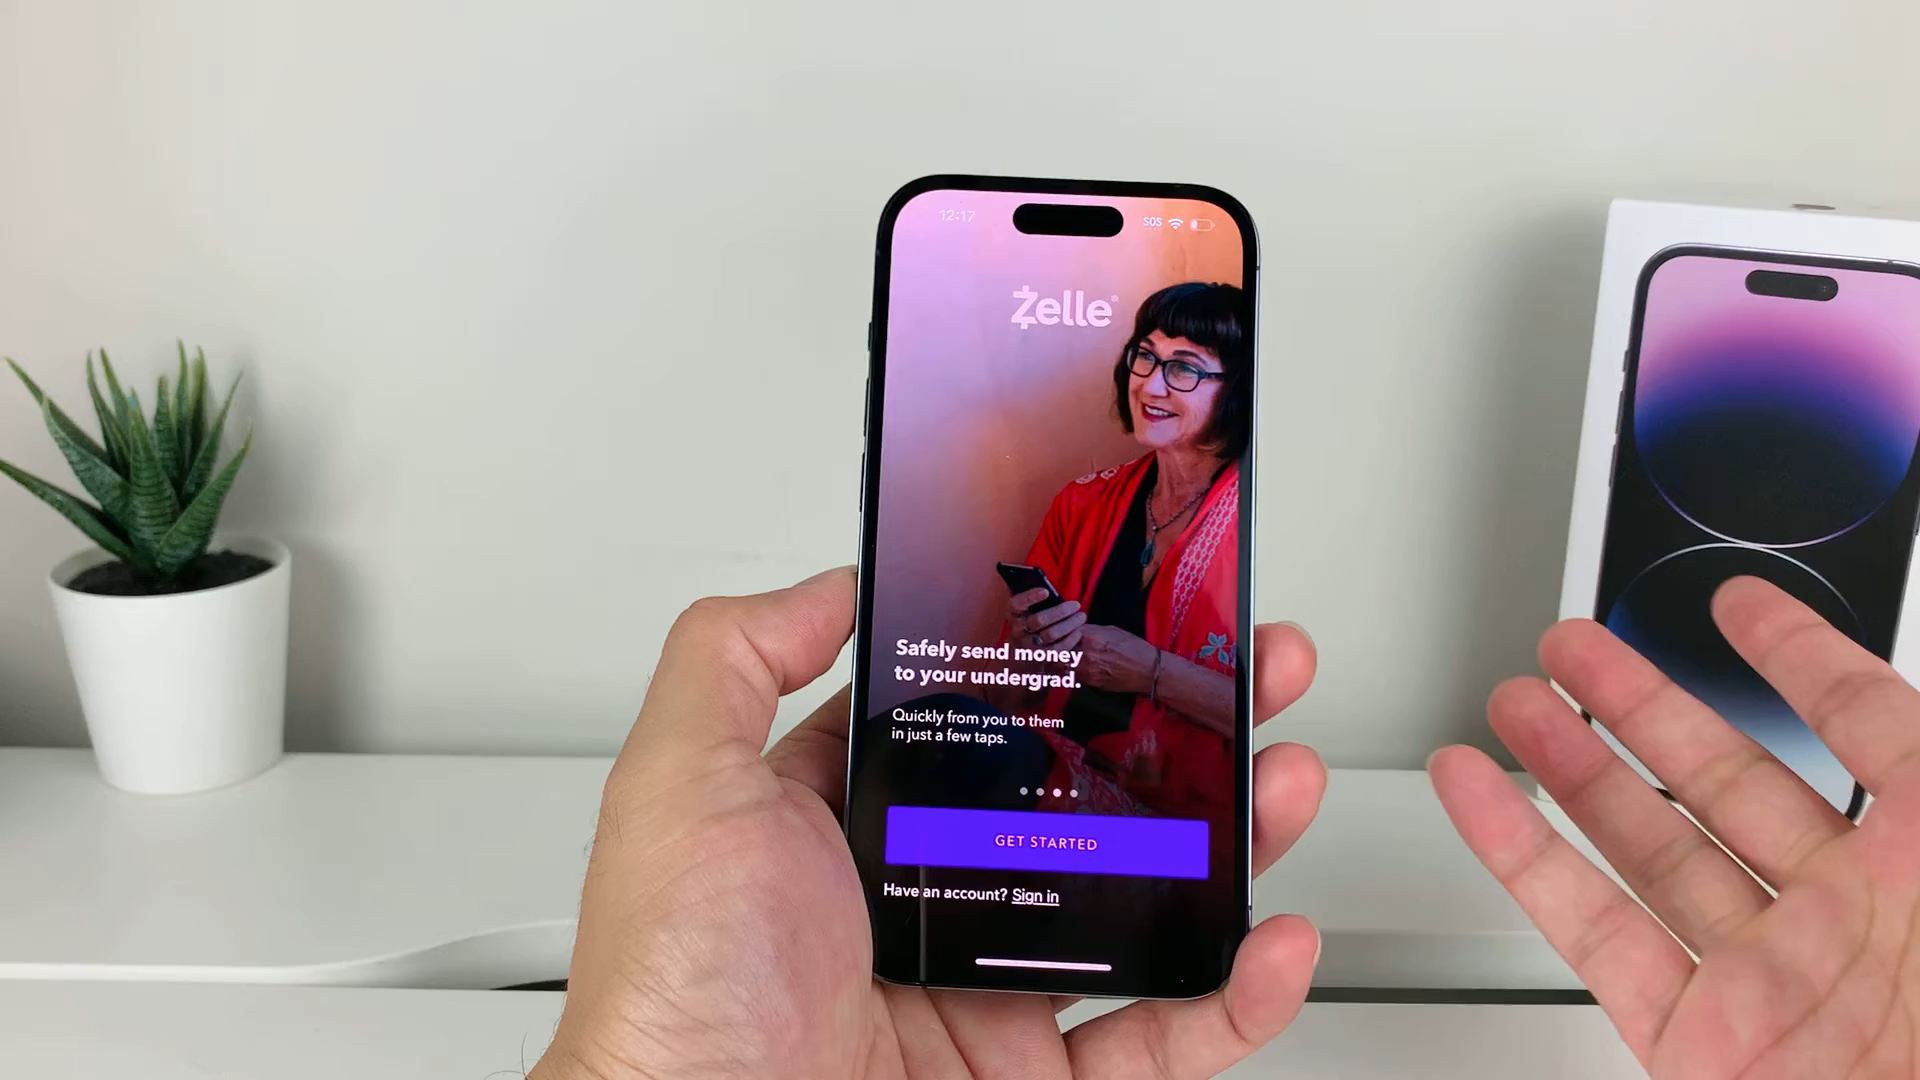 12:17
SOS
Zelle®
Safely send money
to your undergrad.
Quickly from you to them
in just a few taps.
GET STARTED
Have an account? Sign in